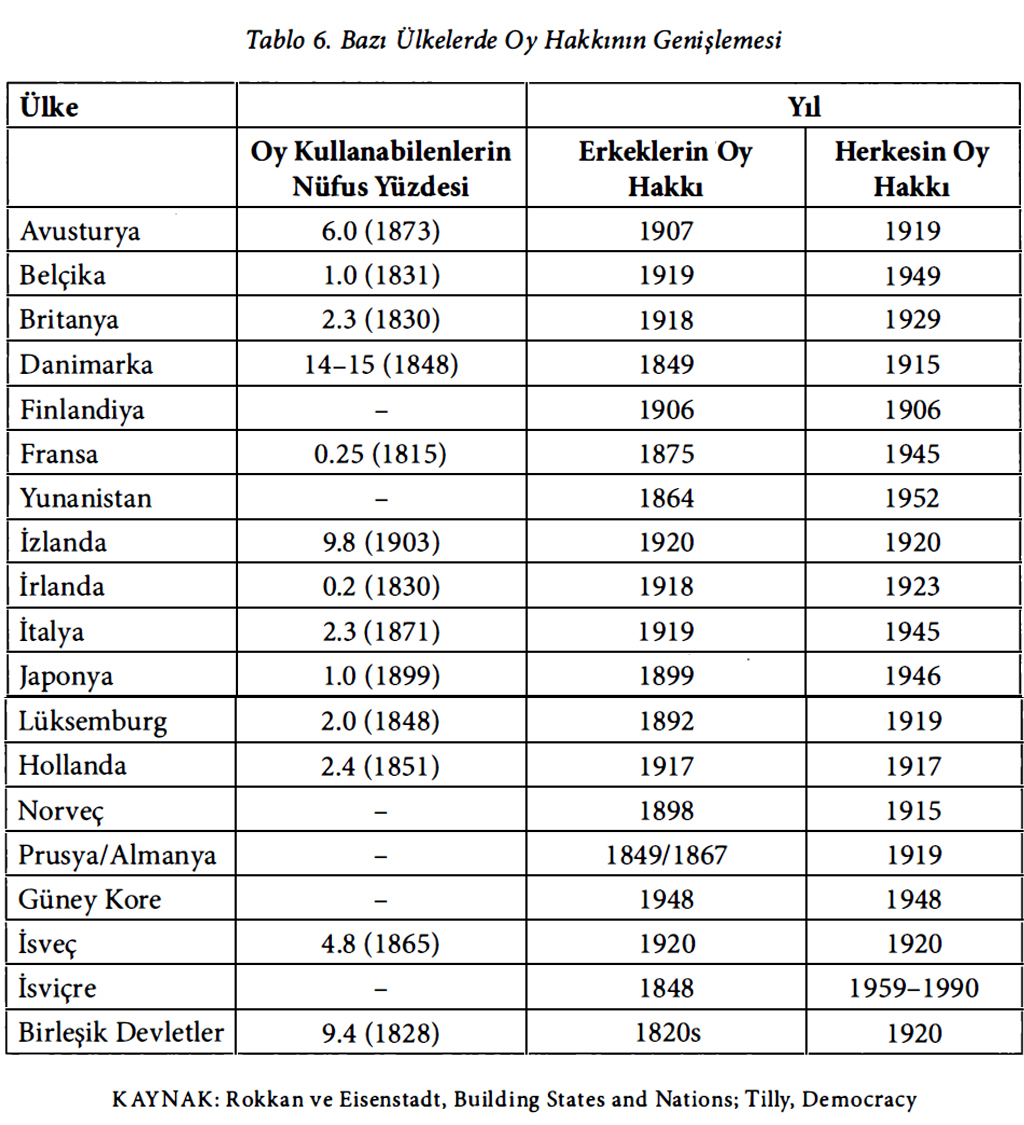 Tablo 6. Bazı Ülkelerde Oy Hakkının Genişlemesi
Ülke Yıl
Oy Kullanabilenlerin Nüfus Yüzdesi Erkeklerin Oy Hakkı Herkesin Oy Hakkı
Avusturya 6.0 (1873) 1907 1919
Belçika 1.0 (1831) 1919 1949
Britanya 2.3 (1830) 1918 1929
Danimarka 14–15 (1848) 1849 1915
Finlandiya – 1906 1906
Fransa 0.25 (1815) 1875 1945
Yunanistan – 1864 1952
İzlanda 9.8 (1903) 1920 1920
İrlanda 0.2 (1830) 1918 1923
İtalya 2.3 (1871) 1919 1945
Japonya 1.0 (1899) 1899 1946
Lüksemburg 2.0 (1848) 1892 1919
Hollanda 2.4 (1851) 1917 1917
Norveç – 1898 1915
Prusya/Almanya – 1849/1867 1919
Güney Kore – 1948 1948
İsveç 4.8 (1865) 1920 1920
İsviçre – 1848 1959–1990
Birleşik Devletler 9.4 (1828) 1820s 1920
KAYNAK: Rokkan ve Eisenstadt, Building States and Nations; Tilly, Democracy